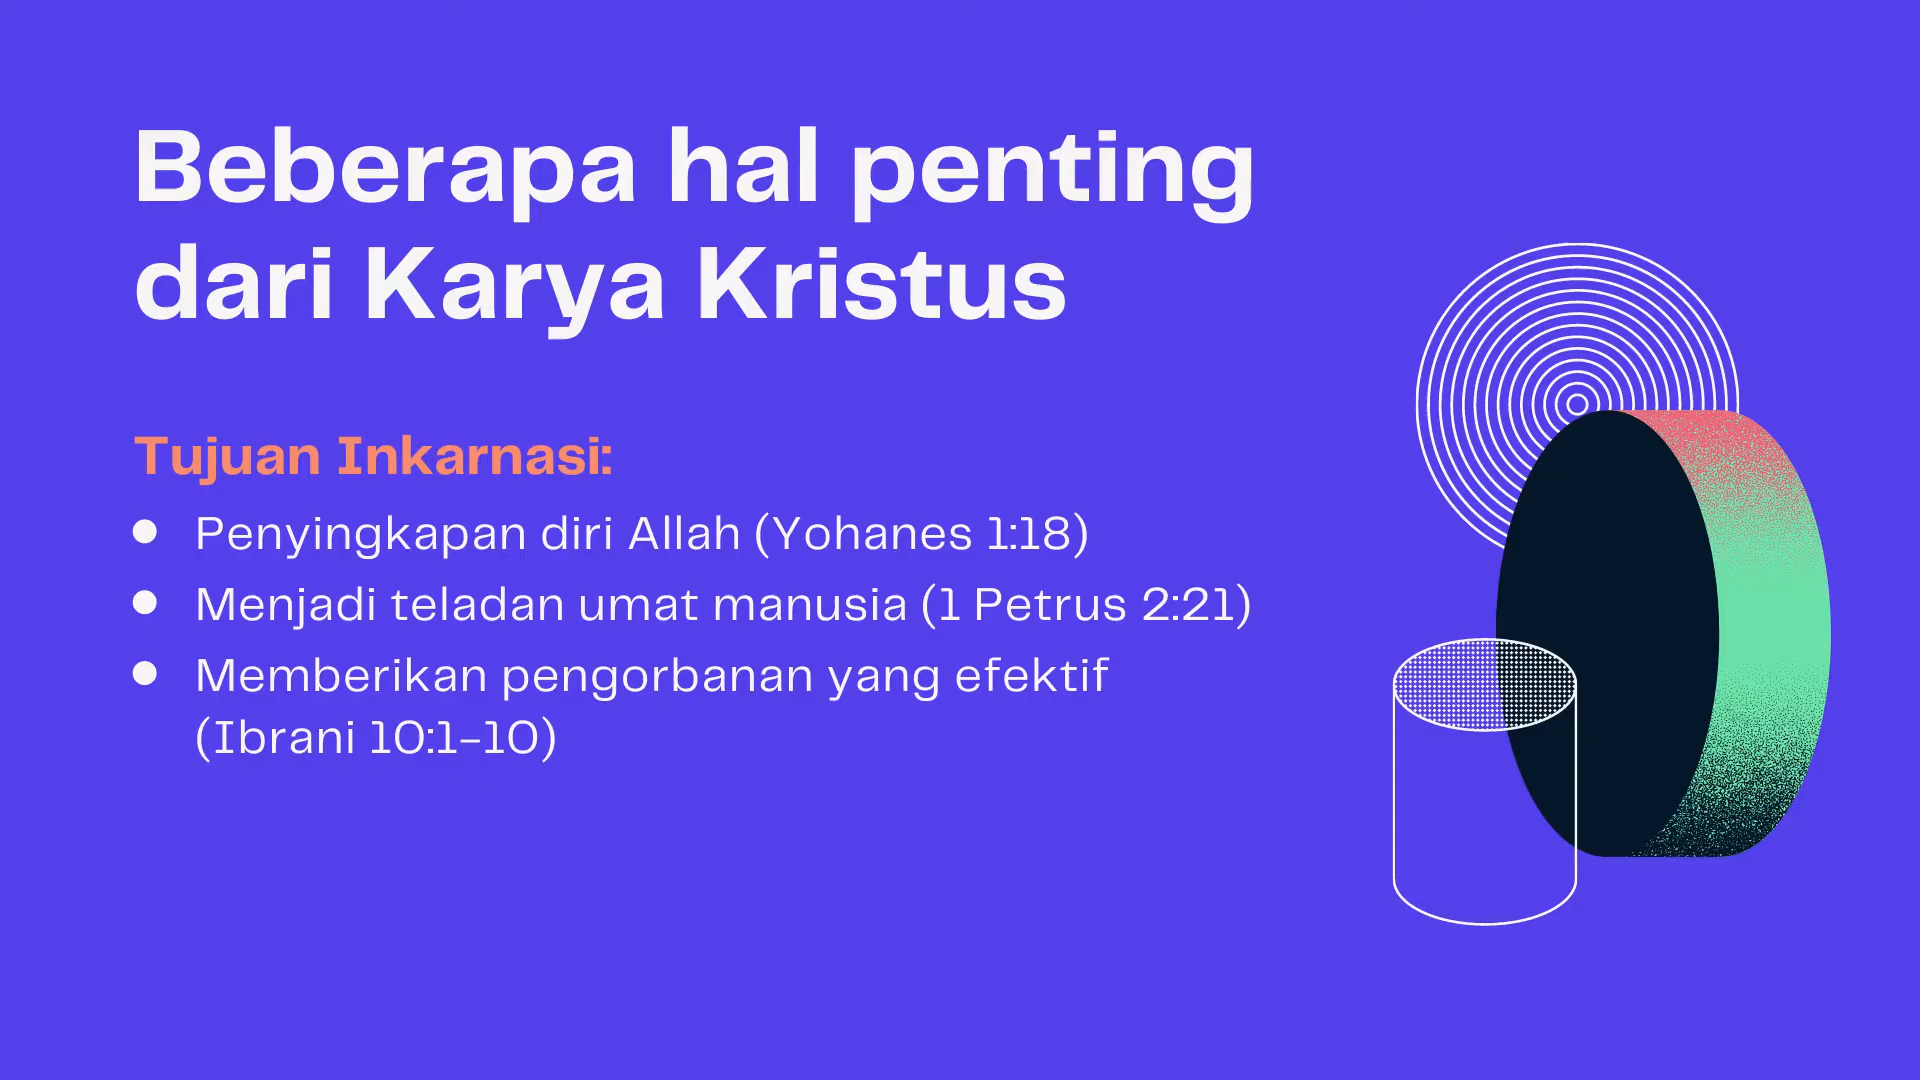 Beberapa hal penting
dari Karya Kristus
Tujuan Inkarnasi:
● Penyingkapan diri Allah (Yohanes 1:18)
● Menjadi teladan umat manusia (1 Petrus 2:21)
● Memberikan pengorbanan yang efektif
(Ibrani 10:1-10)